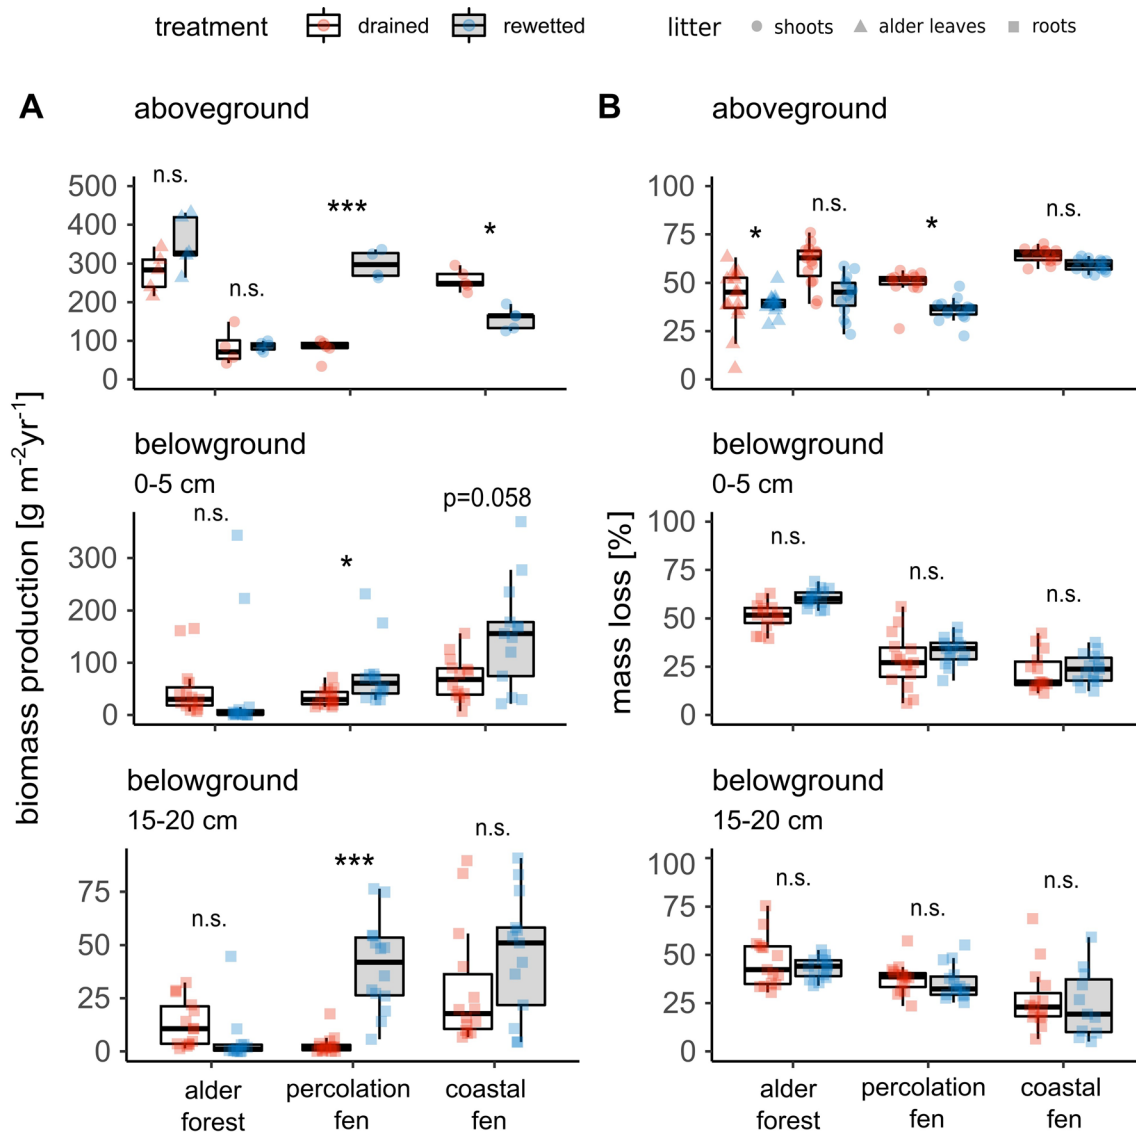 treatment drained rewetted litter shoots alder leaves roots
A aboveground B aboveground
biomass production [g m⁻²yr⁻¹]
500
400
300
200
100
0
n.s.
n.s.
***
*
belowground
0-5 cm
300
200
100
0
n.s.
*
p=0.058
belowground
15-20 cm
75
50
25
0
n.s.
***
n.s.
alder forest
percolation fen
coastal fen
mass loss [%]
100
75
50
25
0
*
n.s.
*
n.s.
belowground
0-5 cm
100
75
50
25
0
n.s.
n.s.
n.s.
belowground
15-20 cm
100
75
50
25
0
n.s.
n.s.
n.s.
alder forest
percolation fen
coastal fen